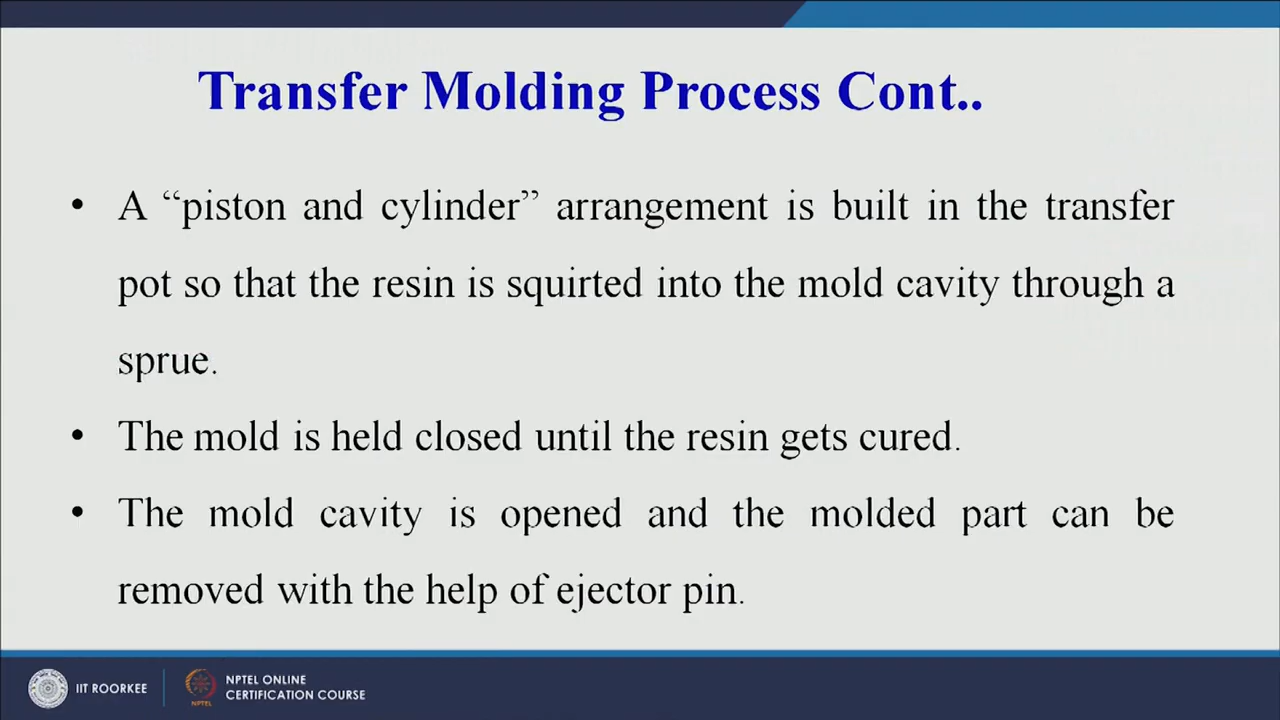 Transfer Molding Process Cont..
• A “piston and cylinder” arrangement is built in the transfer
pot so that the resin is squirted into the mold cavity through a
sprue.
• The mold is held closed until the resin gets cured.
• The mold cavity is opened and the molded part can be
removed with the help of ejector pin.
IIT ROORKEE
NPTEL ONLINE
CERTIFICATION COURSE
NPTEL